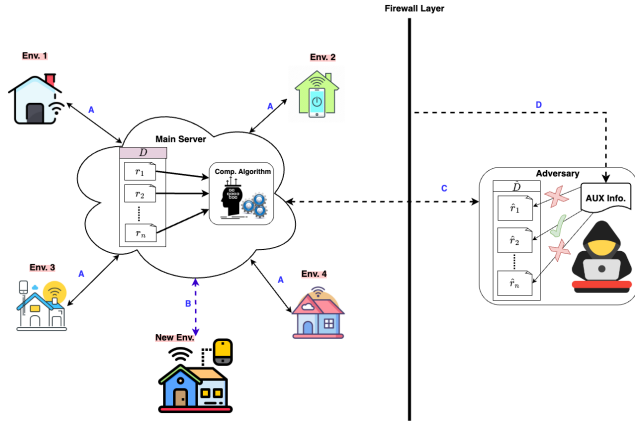 Firewall Layer
Env. 1
Env. 2
A
A
D
Main Server
D
r₁
r₂
rₙ
Comp. Algorithm
C
Adversary
D̂
AUX Info.
r̂₁
r̂₂
r̂ₙ
Env. 3
A
A
Env. 4
B
New Env.